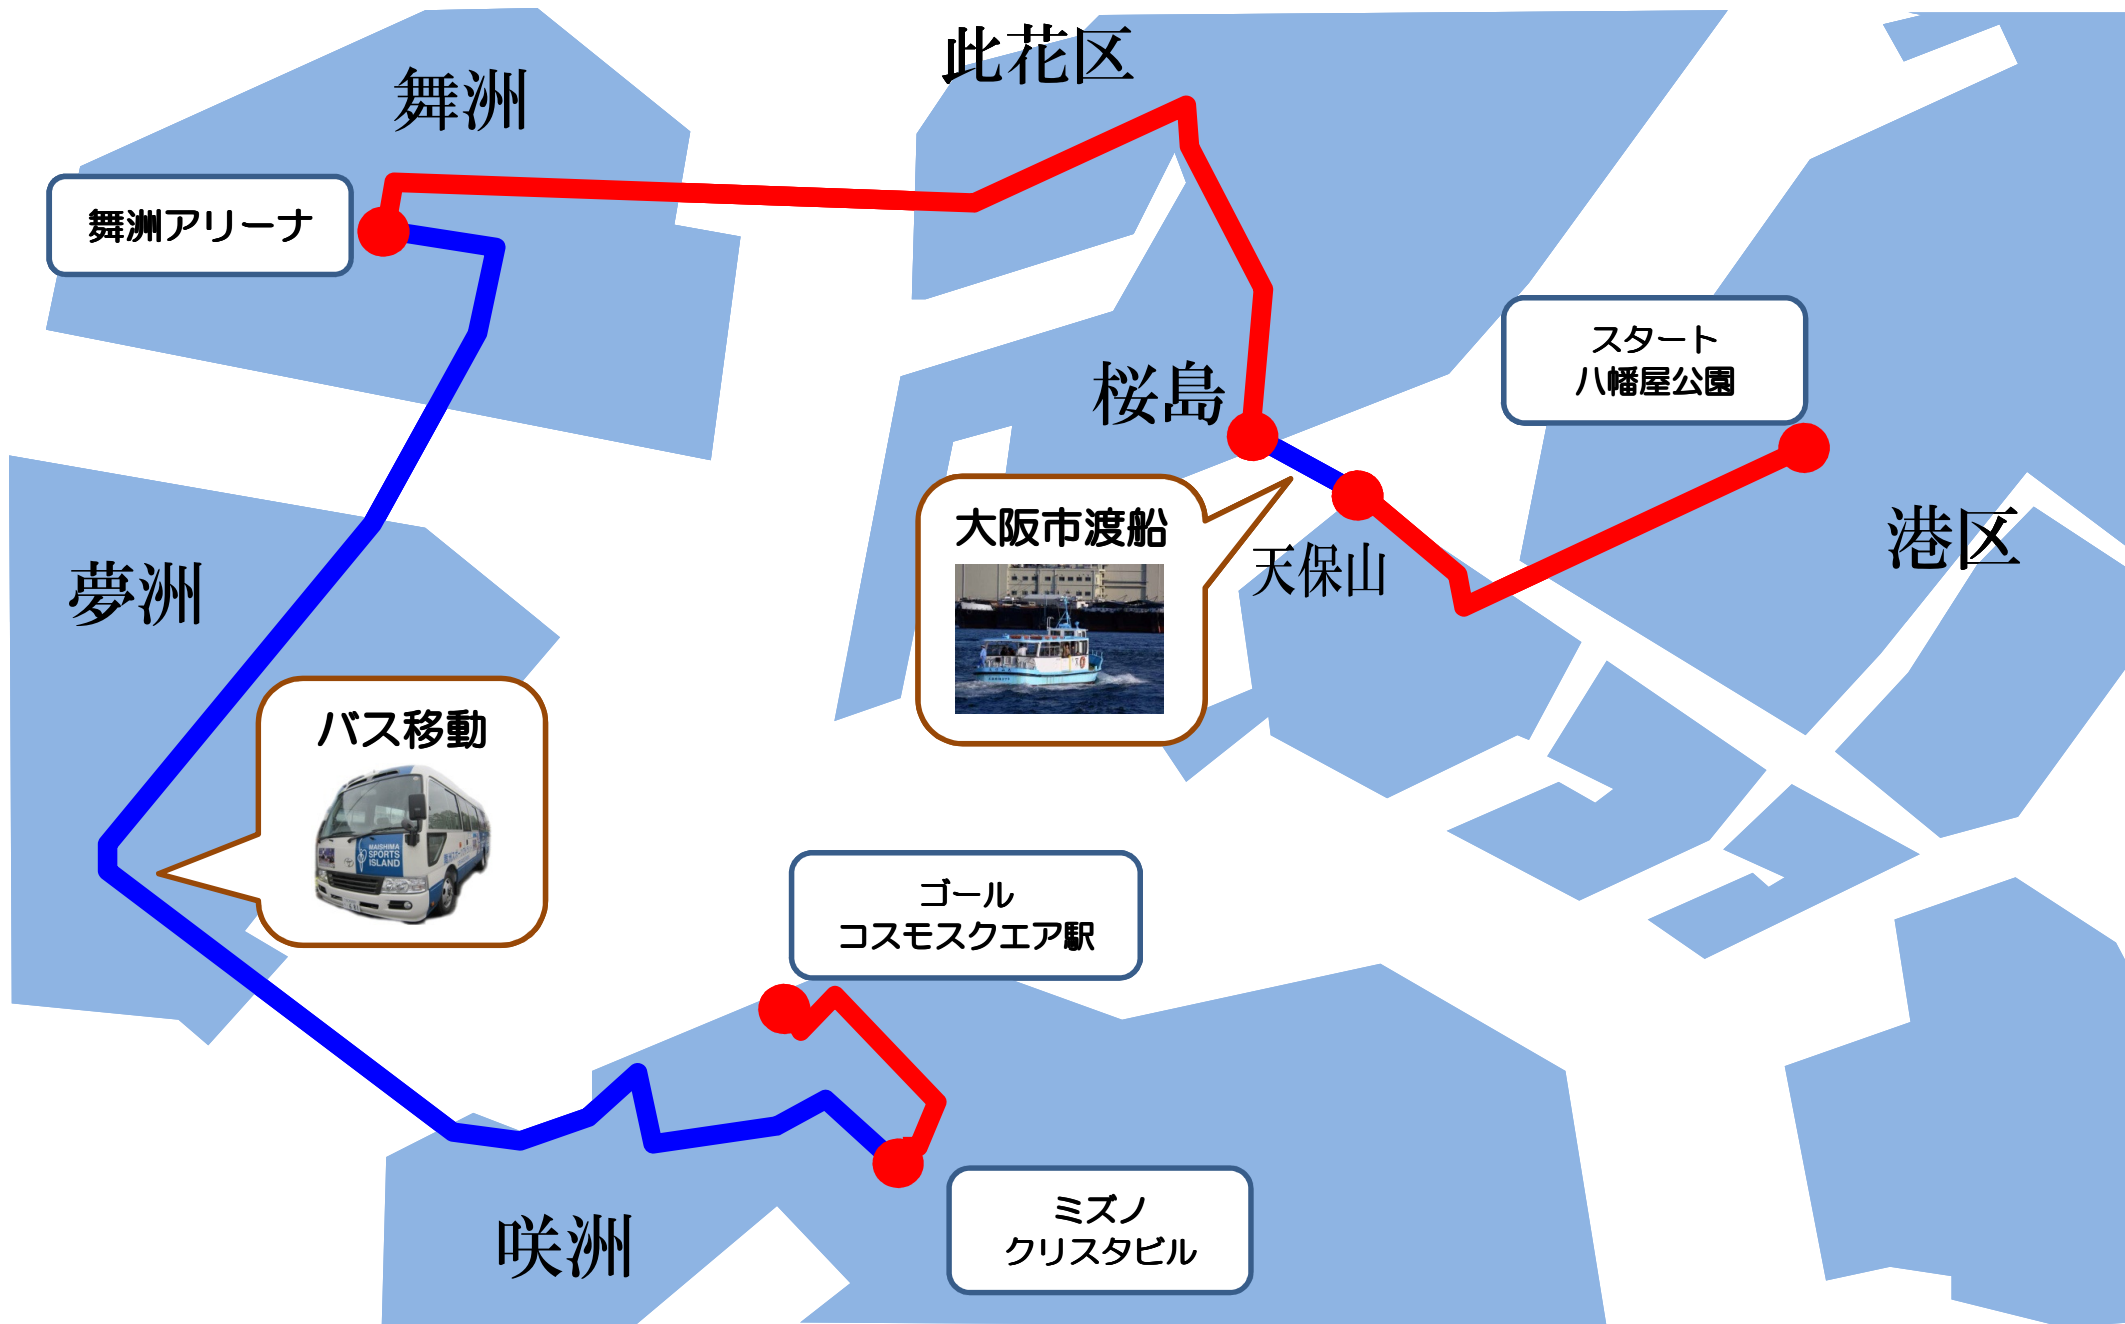 此花区
舞洲
舞洲アリーナ
スタート
八幡屋公園
桜島
大阪市渡船
天保山
港区
夢洲
バス移動
MAISHIMA
SPORTS
ISLAND
ゴール
コスモスクエア駅
ミズノ
クリスタビル
咲洲